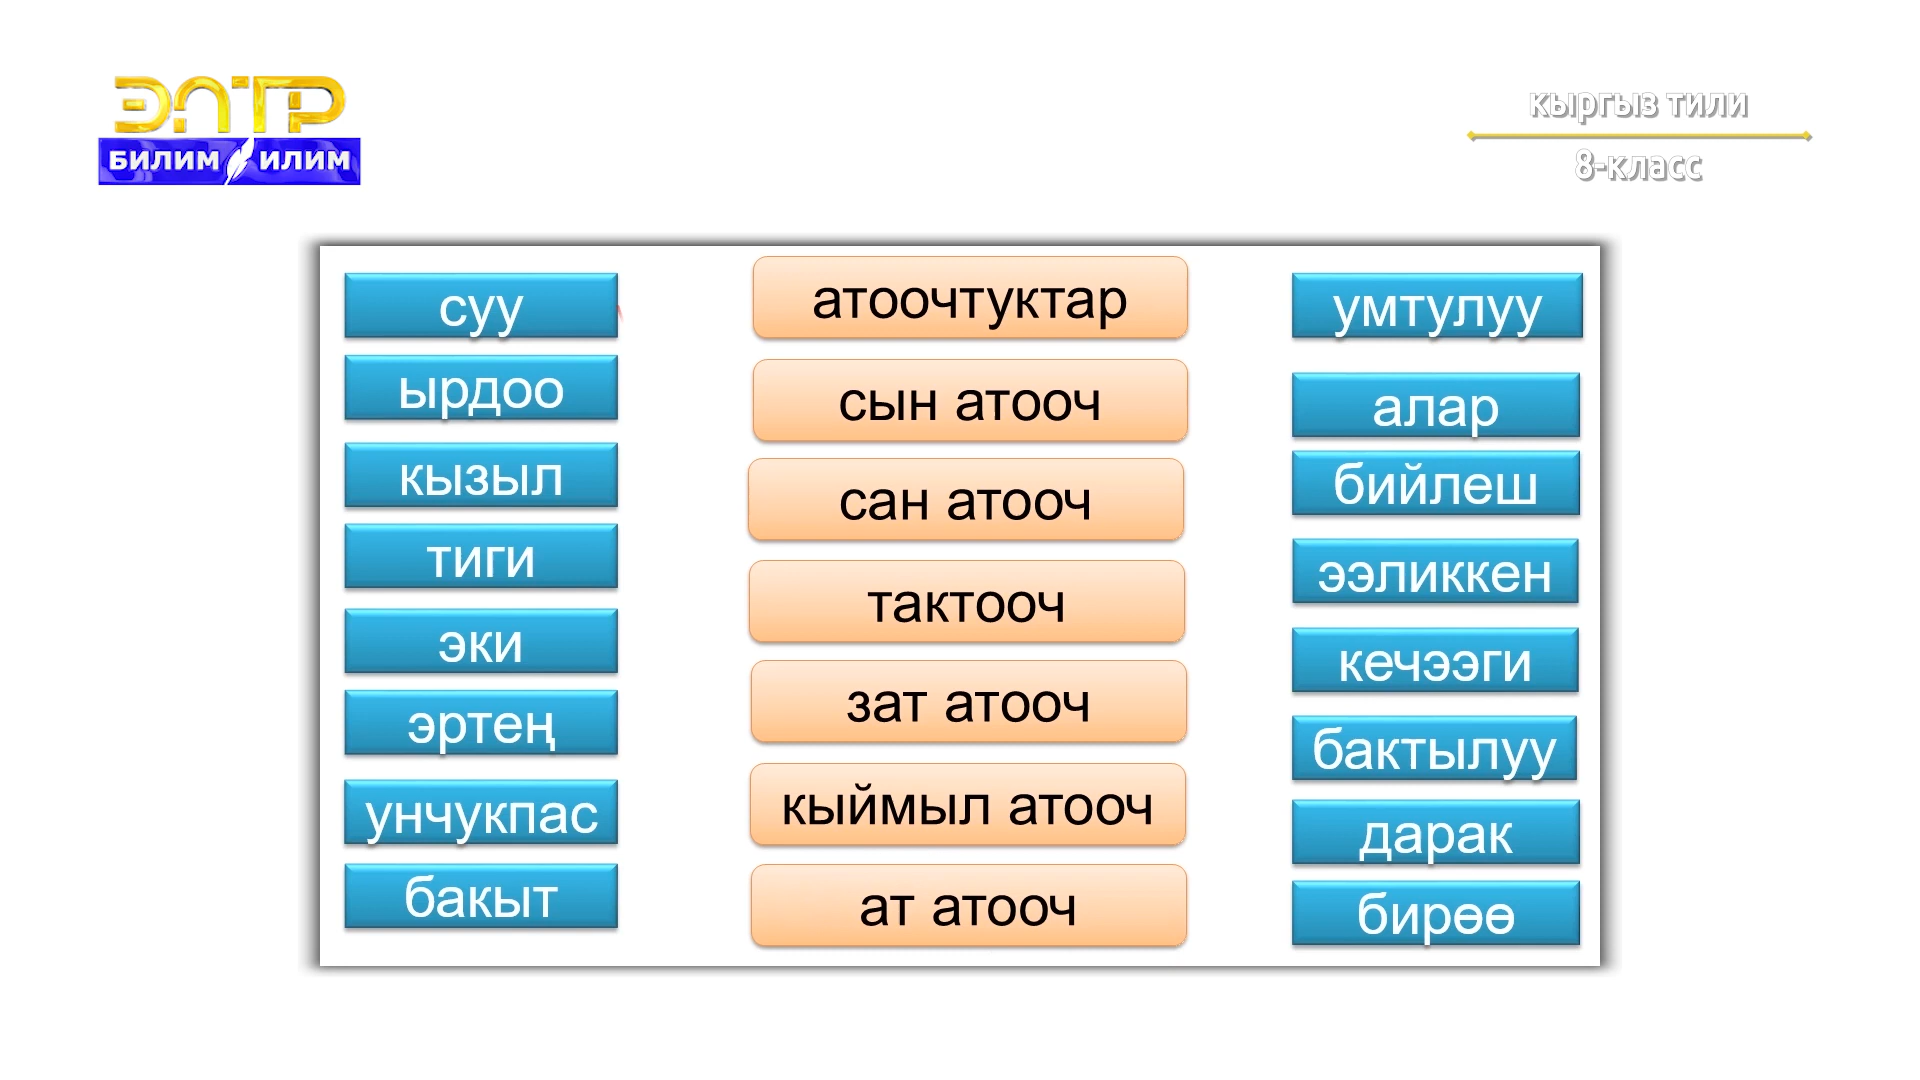 ЭЛТР
БИЛИМ ИЛИМ
кыргыз тили
8-класс
суу
ырдоо
кызыл
тиги
эки
эртең
унчукпас
бакыт
атоочтуктар
сын атооч
сан атооч
тактооч
зат атооч
кыймыл атооч
ат атооч
умтулуу
алар
бийлеш
ээликкен
кечээги
бактылуу
дарак
бирөө